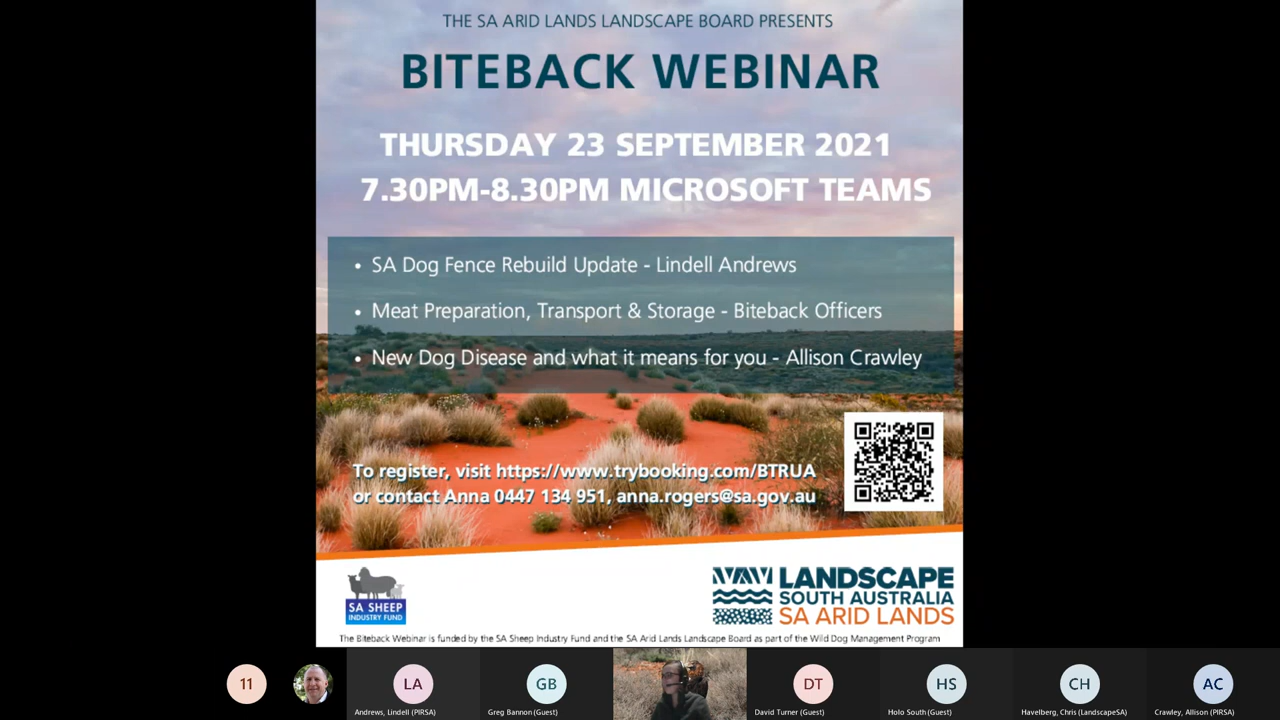 THE SA ARID LANDS LANDSCAPE BOARD PRESENTS
BITEBACK WEBINAR
THURSDAY 23 SEPTEMBER 2021
7.30PM-8.30PM MICROSOFT TEAMS
• SA Dog Fence Rebuild Update - Lindell Andrews
• Meat Preparation, Transport & Storage - Biteback Officers
• New Dog Disease and what it means for you - Allison Crawley
To register, visit https://www.trybooking.com/BTRUA
or contact Anna 0447 134 951, anna.rogers@sa.gov.au
SA SHEEP
INDUSTRY FUND
LANDSCAPE
SOUTH AUSTRALIA
SA ARID LANDS
The Biteback Webinar is funded by the SA Sheep Industry Fund and the SA Arid Lands Landscape Board as part of the Wild Dog Management Program
11
LA
GB
DT
HS
CH
AC
Andrews, Lindell (PIRSA)
Greg Bannon (Guest)
David Turner (Guest)
Holo South (Guest)
Havelberg, Chris (LandscapeSA)
Crawley, Allison (PIRSA)